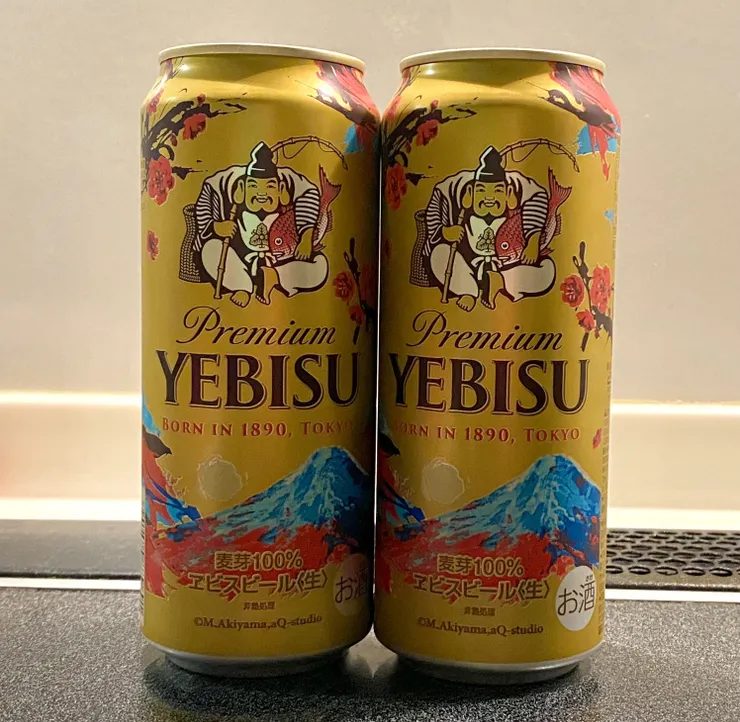 Premium
YEBISU
BORN IN 1890, TOKYO
麦芽100%
ヱビスビール〈生〉
非熱処理
お酒
©M.Akiyama,aQ-studio
Premium
YEBISU
BORN IN 1890, TOKYO
麦芽100%
ヱビスビール〈生〉
非熱処理
お酒
©M.Akiyama,aQ-studio